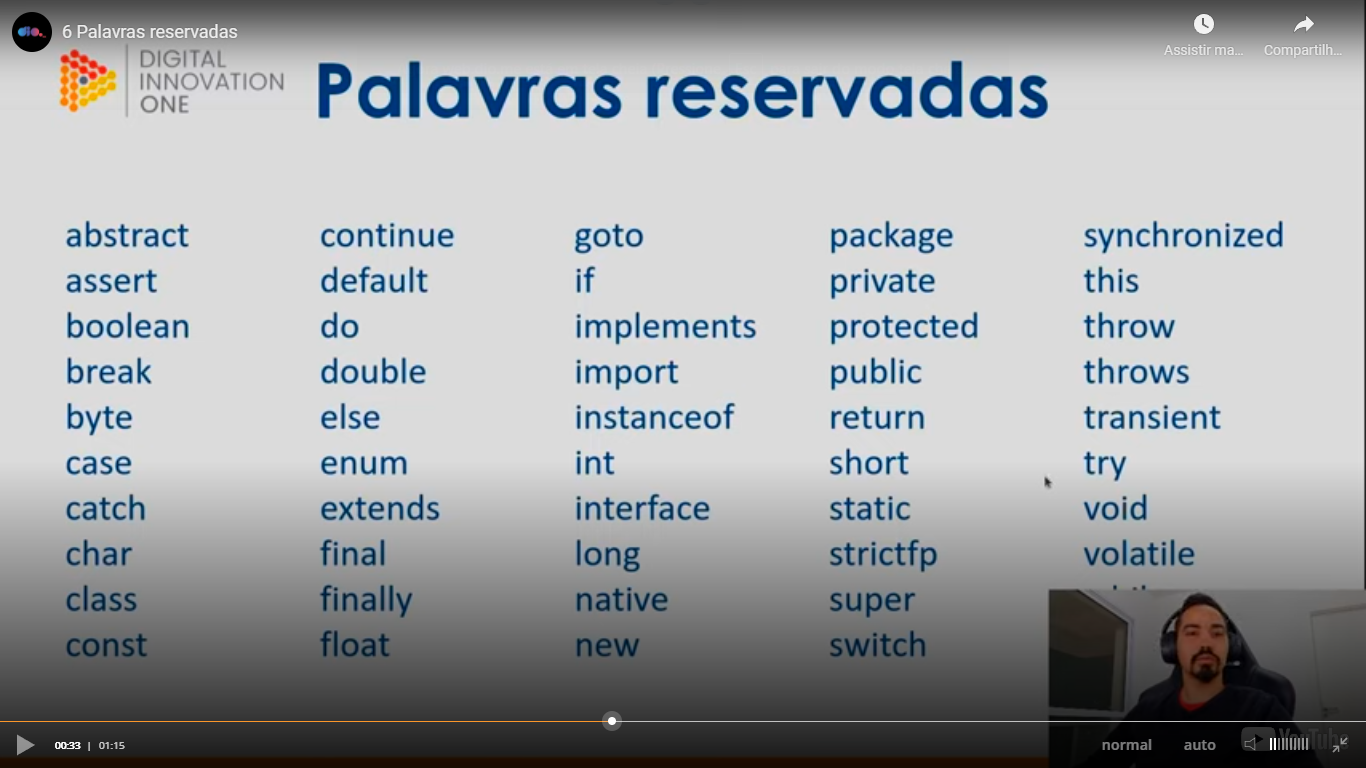 6 Palavras reservadas
Assistir ma...
Compartilh...
dio.
DIGITAL
INNOVATION
ONE
Palavras reservadas
abstract continue goto package synchronized
assert default if private this
boolean do implements protected throw
break double import public throws
byte else instanceof return transient
case enum int short try
catch extends interface static void
char final long strictfp volatile
class finally native super
const float new switch
00:33 | 01:15
normal auto
YouTube